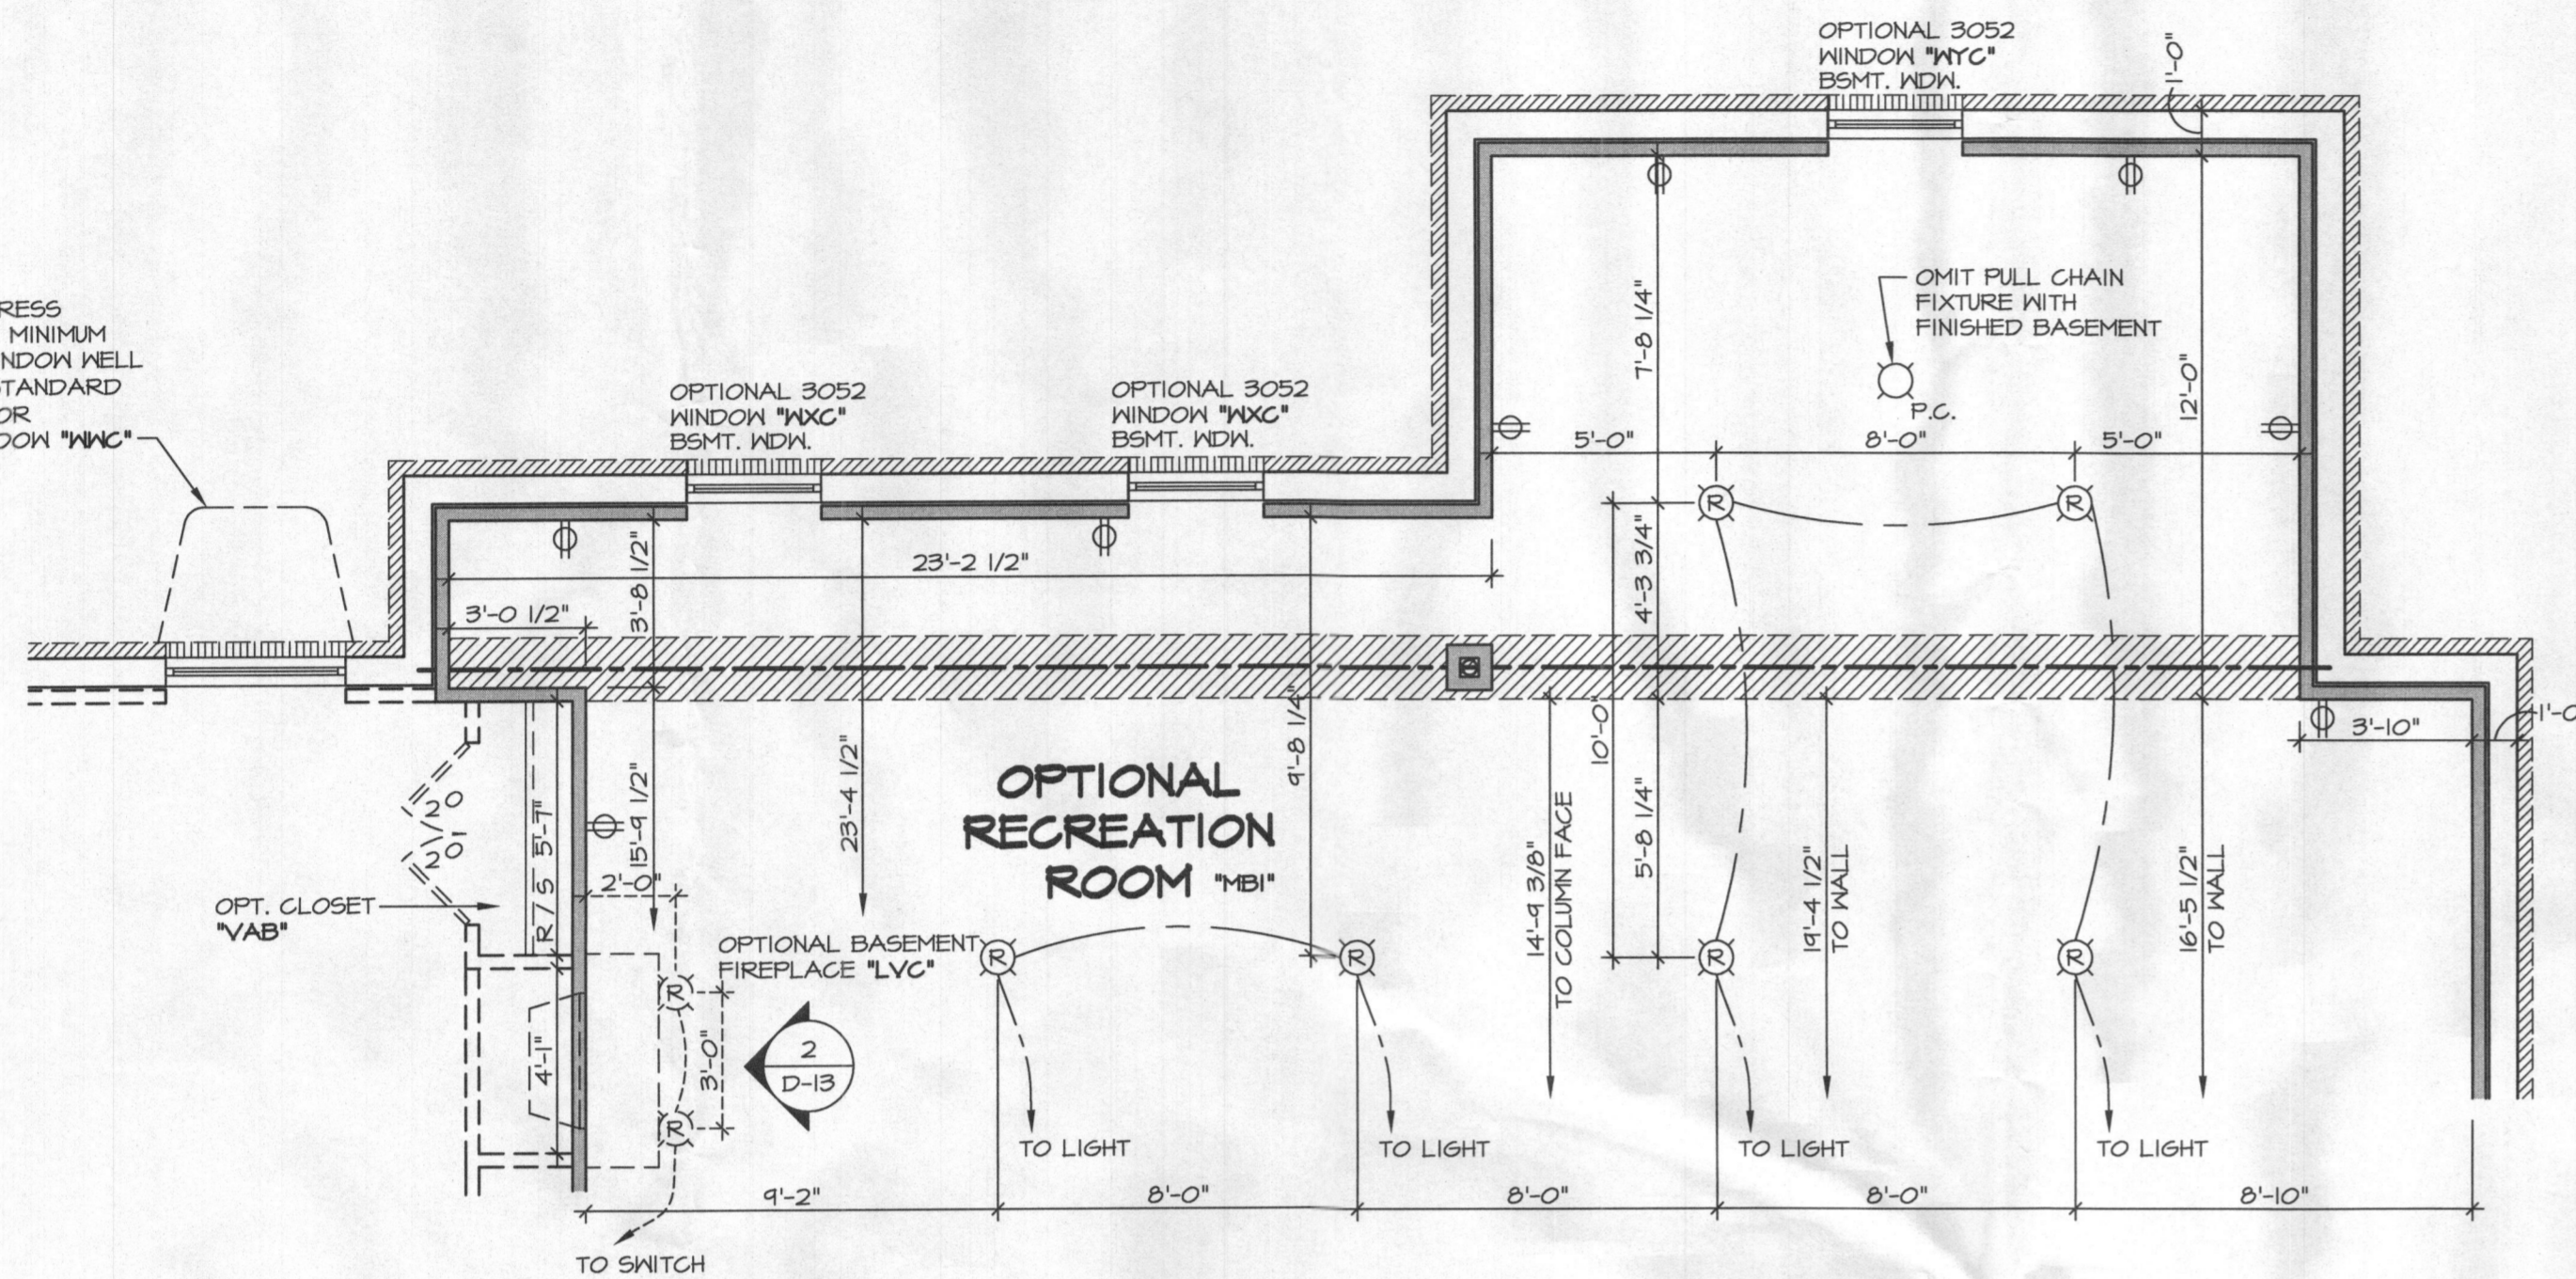 OPTIONAL 3052
WINDOW "WYC"
BSMT. WDW.
1'-0"
RESS
MINIMUM
NDOW WELL
STANDARD
OR
DOW "WWC"
OPTIONAL 3052
WINDOW "WXC"
BSMT. WDW.
OPTIONAL 3052
WINDOW "WXC"
BSMT. WDW.
7'-8 1/4"
OMIT PULL CHAIN
FIXTURE WITH
FINISHED BASEMENT
P.C.
12'-0"
5'-0"
8'-0"
5'-0"
R
R
23'-2 1/2"
3'-8 1/2"
4'-3 3/4"
3'-0 1/2"
9'-8 1/4"
10'-0"
3'-10"
1'-0
20
20
R/S 5'-7"
15'-9 1/2"
23'-4 1/2"
OPTIONAL
RECREATION
ROOM "MB1"
14'-9 3/8"
TO COLUMN FACE
5'-8 1/4"
19'-4 1/2"
TO WALL
16'-5 1/2"
TO WALL
2'-0"
OPT. CLOSET
"VAB"
OPTIONAL BASEMENT
FIREPLACE "LVC"
R
R
R
R
R
4'-1"
3'-0"
2
D-13
R
TO LIGHT
TO LIGHT
TO LIGHT
TO LIGHT
9'-2"
8'-0"
8'-0"
8'-0"
8'-10"
TO SWITCH